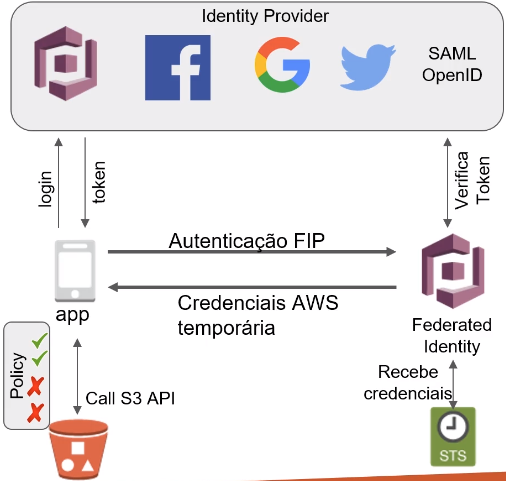 Identity Provider
SAML
OpenID
login
token
Verifica
Token
Autenticação FIP
Credenciais AWS
temporária
app
Federated
Identity
Policy
Call S3 API
Recebe
credenciais
STS